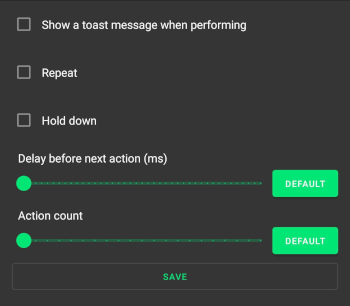 Show a toast message when performing
Repeat
Hold down
Delay before next action (ms)
DEFAULT
Action count
DEFAULT
SAVE